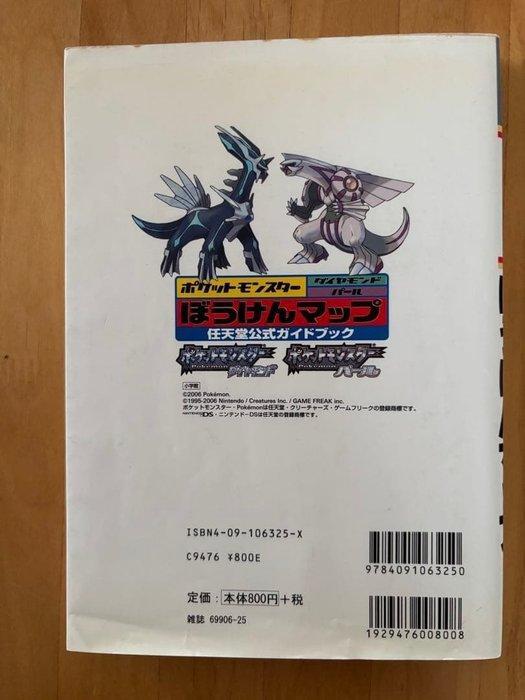 ポケットモンスター
ダイヤモンド
パール
ぼうけんマップ
任天堂公式ガイドブック
ポケットモンスター
Pokémon
ダイヤモンド
ポケットモンスター
Pokémon
パール
小学館
©2006 Pokémon.
©1995-2006 Nintendo / Creatures Inc. / GAME FREAK inc.
ポケットモンスター・Pokémonは任天堂・クリーチャーズ・ゲームフリークの登録商標です。
NINTENDO DS・ニンテンドーDSは任天堂の登録商標です。
ISBN4-09-106325-X
C9476 ¥800E
9784091063250
定価：本体800円+税
雑誌 69906-25
1929476008008